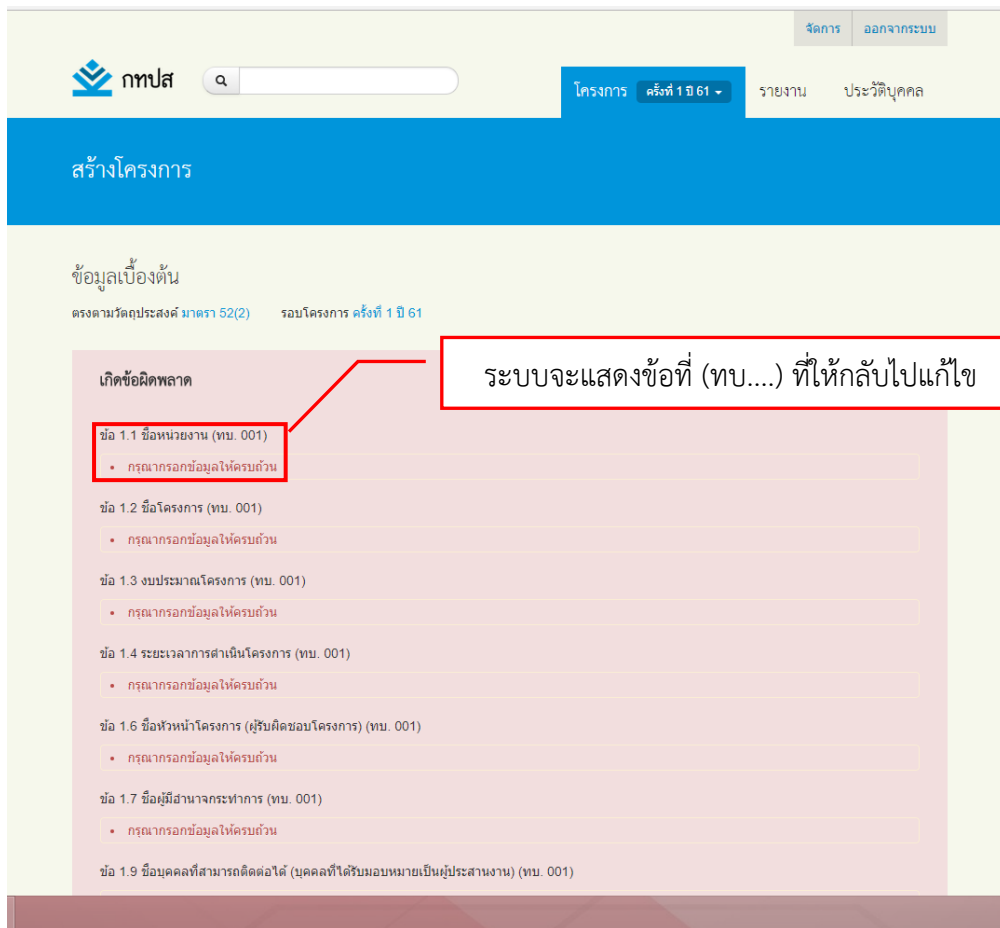 จัดการ ออกจากระบบ
กทปส
โครงการ ครั้งที่ 1 ปี 61 รายงาน ประวัติบุคคล
สร้างโครงการ
ข้อมูลเบื้องต้น
ตรงตามวัตถุประสงค์ มาตรา 52(2) รอบโครงการ ครั้งที่ 1 ปี 61
ระบบจะแสดงข้อที่ (ทบ....) ที่ให้กลับไปแก้ไข
เกิดข้อผิดพลาด
ข้อ 1.1 ชื่อหน่วยงาน (ทบ. 001)
• กรุณากรอกข้อมูลให้ครบถ้วน
ข้อ 1.2 ชื่อโครงการ (ทบ. 001)
• กรุณากรอกข้อมูลให้ครบถ้วน
ข้อ 1.3 งบประมาณโครงการ (ทบ. 001)
• กรุณากรอกข้อมูลให้ครบถ้วน
ข้อ 1.4 ระยะเวลาการดำเนินโครงการ (ทบ. 001)
• กรุณากรอกข้อมูลให้ครบถ้วน
ข้อ 1.6 ชื่อหัวหน้าโครงการ (ผู้รับผิดชอบโครงการ) (ทบ. 001)
• กรุณากรอกข้อมูลให้ครบถ้วน
ข้อ 1.7 ชื่อผู้มีอำนาจกระทำการ (ทบ. 001)
• กรุณากรอกข้อมูลให้ครบถ้วน
ข้อ 1.9 ชื่อบุคคลที่สามารถติดต่อได้ (บุคคลที่ได้รับมอบหมายเป็นผู้ประสานงาน) (ทบ. 001)